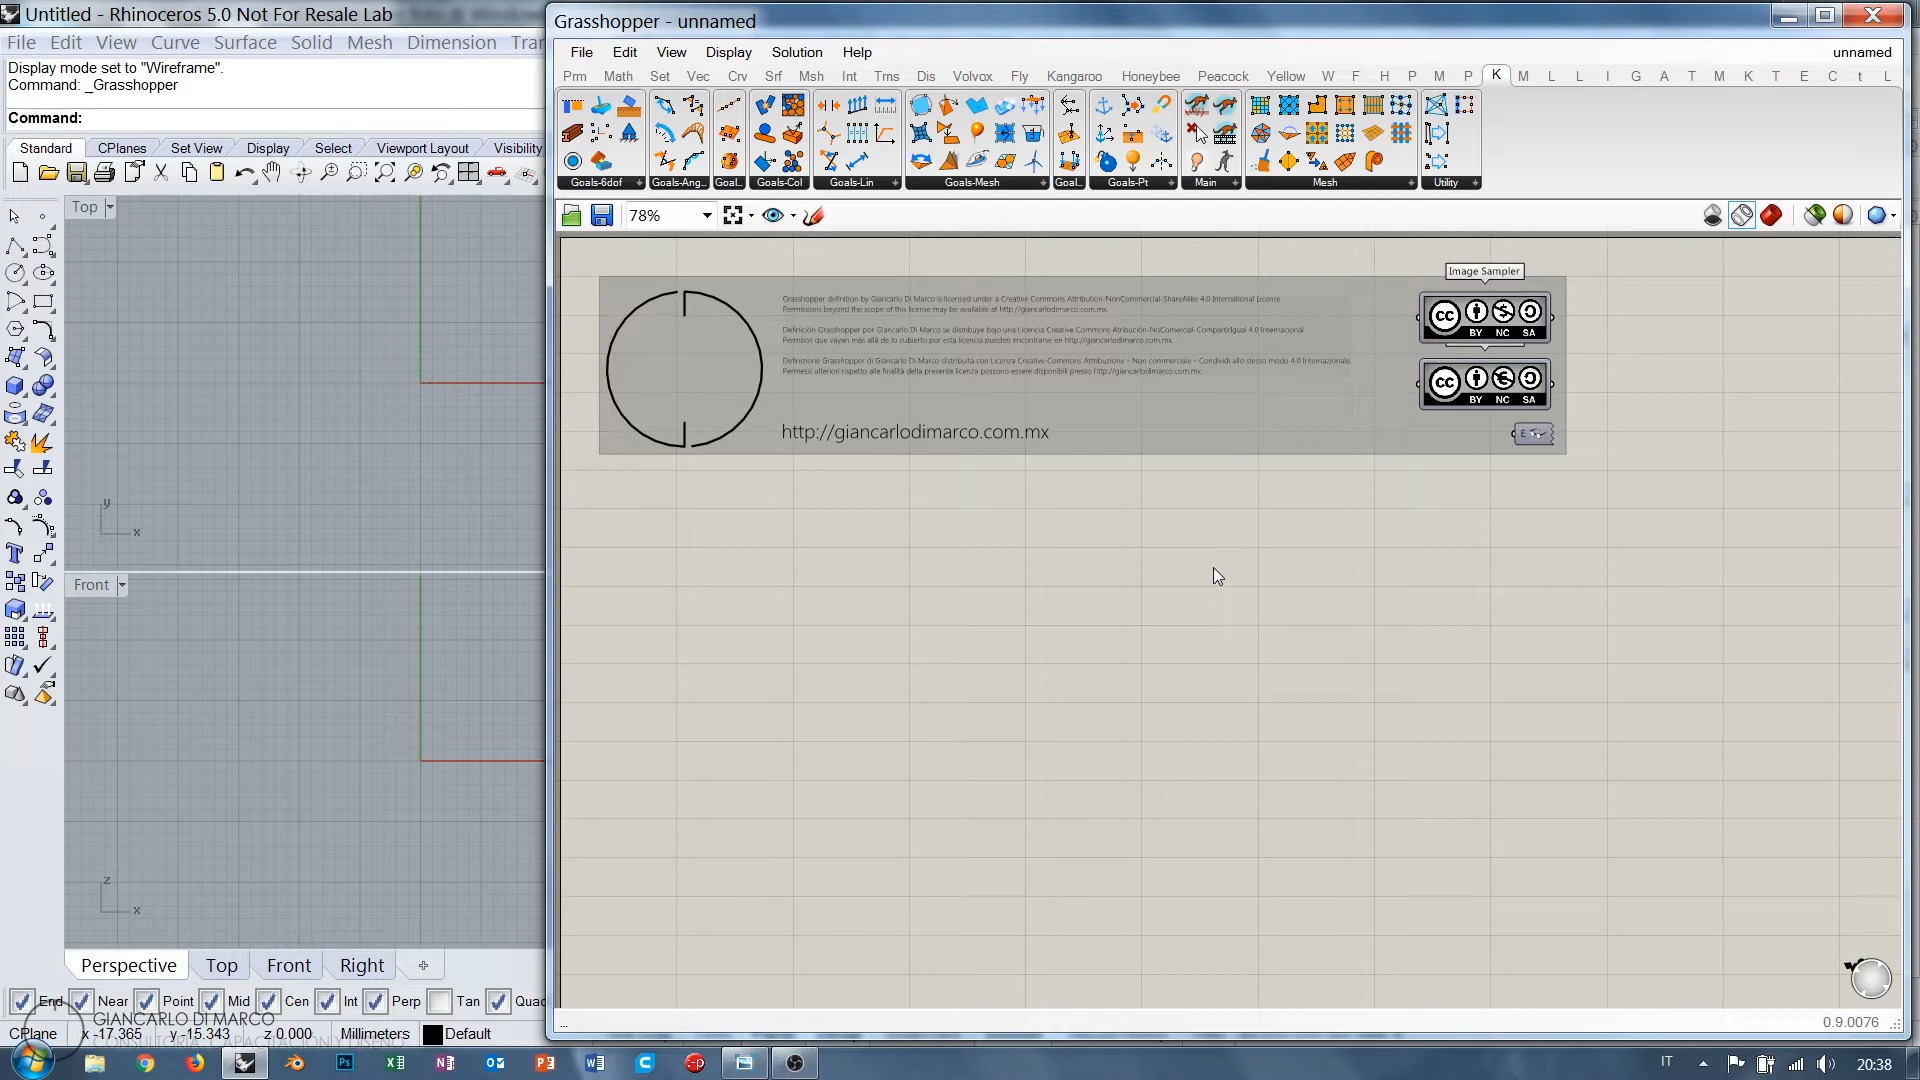 Untitled - Rhinoceros 5.0 Not For Resale Lab
File Edit View Curve Surface Solid Mesh Dimension Tran
Display mode set to "Wireframe".
Command: _Grasshopper
Command:
Standard CPlanes Set View Display Select Viewport Layout Visibility
Top
y
x
Front
z
x
Perspective Top Front Right
End Near Point Mid Cen Int Perp Tan Quad
GIANCARLO DI MARCO
CPlane x -17.365 y -15.343 z 0.000 Millimeters Default
Grasshopper - unnamed
File Edit View Display Solution Help unnamed
Prm Math Set Vec Crv Srf Msh Int Trns Dis Volvox Fly Kangaroo Honeybee Peacock Yellow W F H P M P K M L L I G A T M K T E C t L
Goals-6dof Goals-Ang... Goal... Goals-Col Goals-Lin Goals-Mesh Goal... Goals-Pt Main Mesh Utility
78%
Image Sampler
Grasshopper definition by Giancarlo Di Marco is licensed under a Creative Commons Attribution-NonCommercial-ShareAlike 4.0 International License
Permissions beyond the scope of this license may be available at http://giancarlodimarco.com.mx.
Definición Grasshopper por Giancarlo Di Marco se distribuye bajo una Licencia Creative Commons Atribución-NoComercial-CompartirIgual 4.0 Internacional.
Permisos que vayan más allá de lo cubierto por esta licencia pueden encontrarse en http://giancarlodimarco.com.mx.
Definizione Grasshopper di Giancarlo Di Marco distribuita con Licenza Creative Commons Attribuzione - Non commerciale - Condividi allo stesso modo 4.0 Internazionale.
Permessi ulteriori rispetto alle finalità della presente licenza possono essere disponibili presso http://giancarlodimarco.com.mx.
http://giancarlodimarco.com.mx
cc BY NC SA
cc BY NC SA
E
...
0.9.0076
IT 20:38